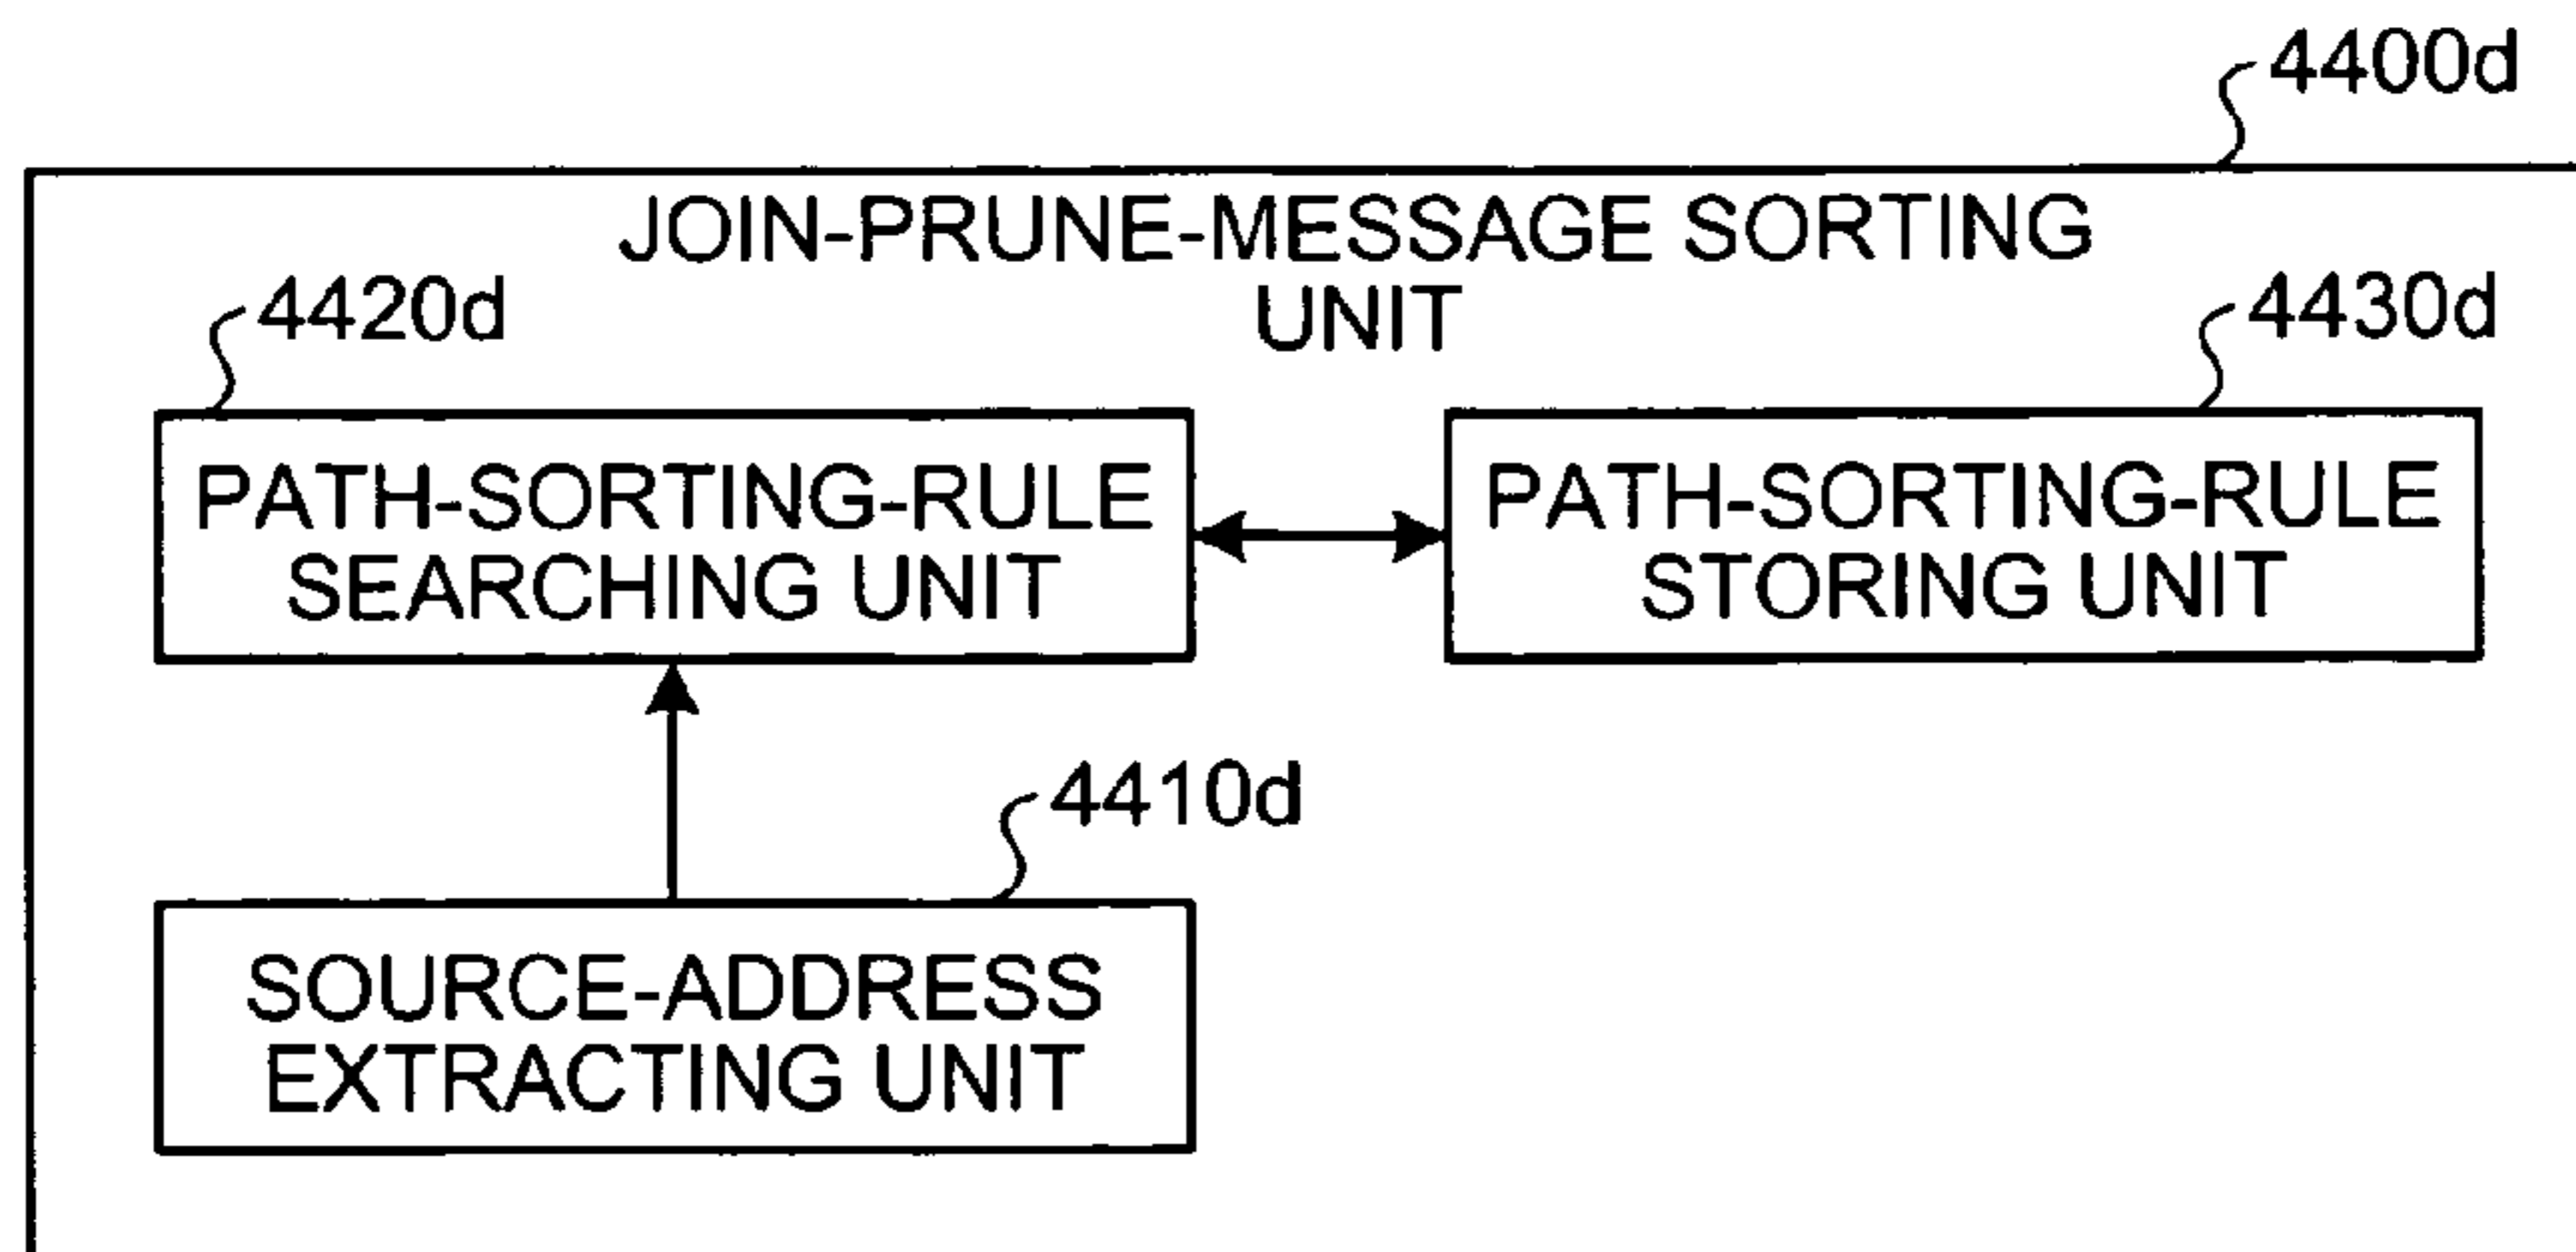 4400d
JOIN-PRUNE-MESSAGE SORTING
UNIT
4420d
4430d
PATH-SORTING-RULE
SEARCHING UNIT
PATH-SORTING-RULE
STORING UNIT
4410d
SOURCE-ADDRESS
EXTRACTING UNIT